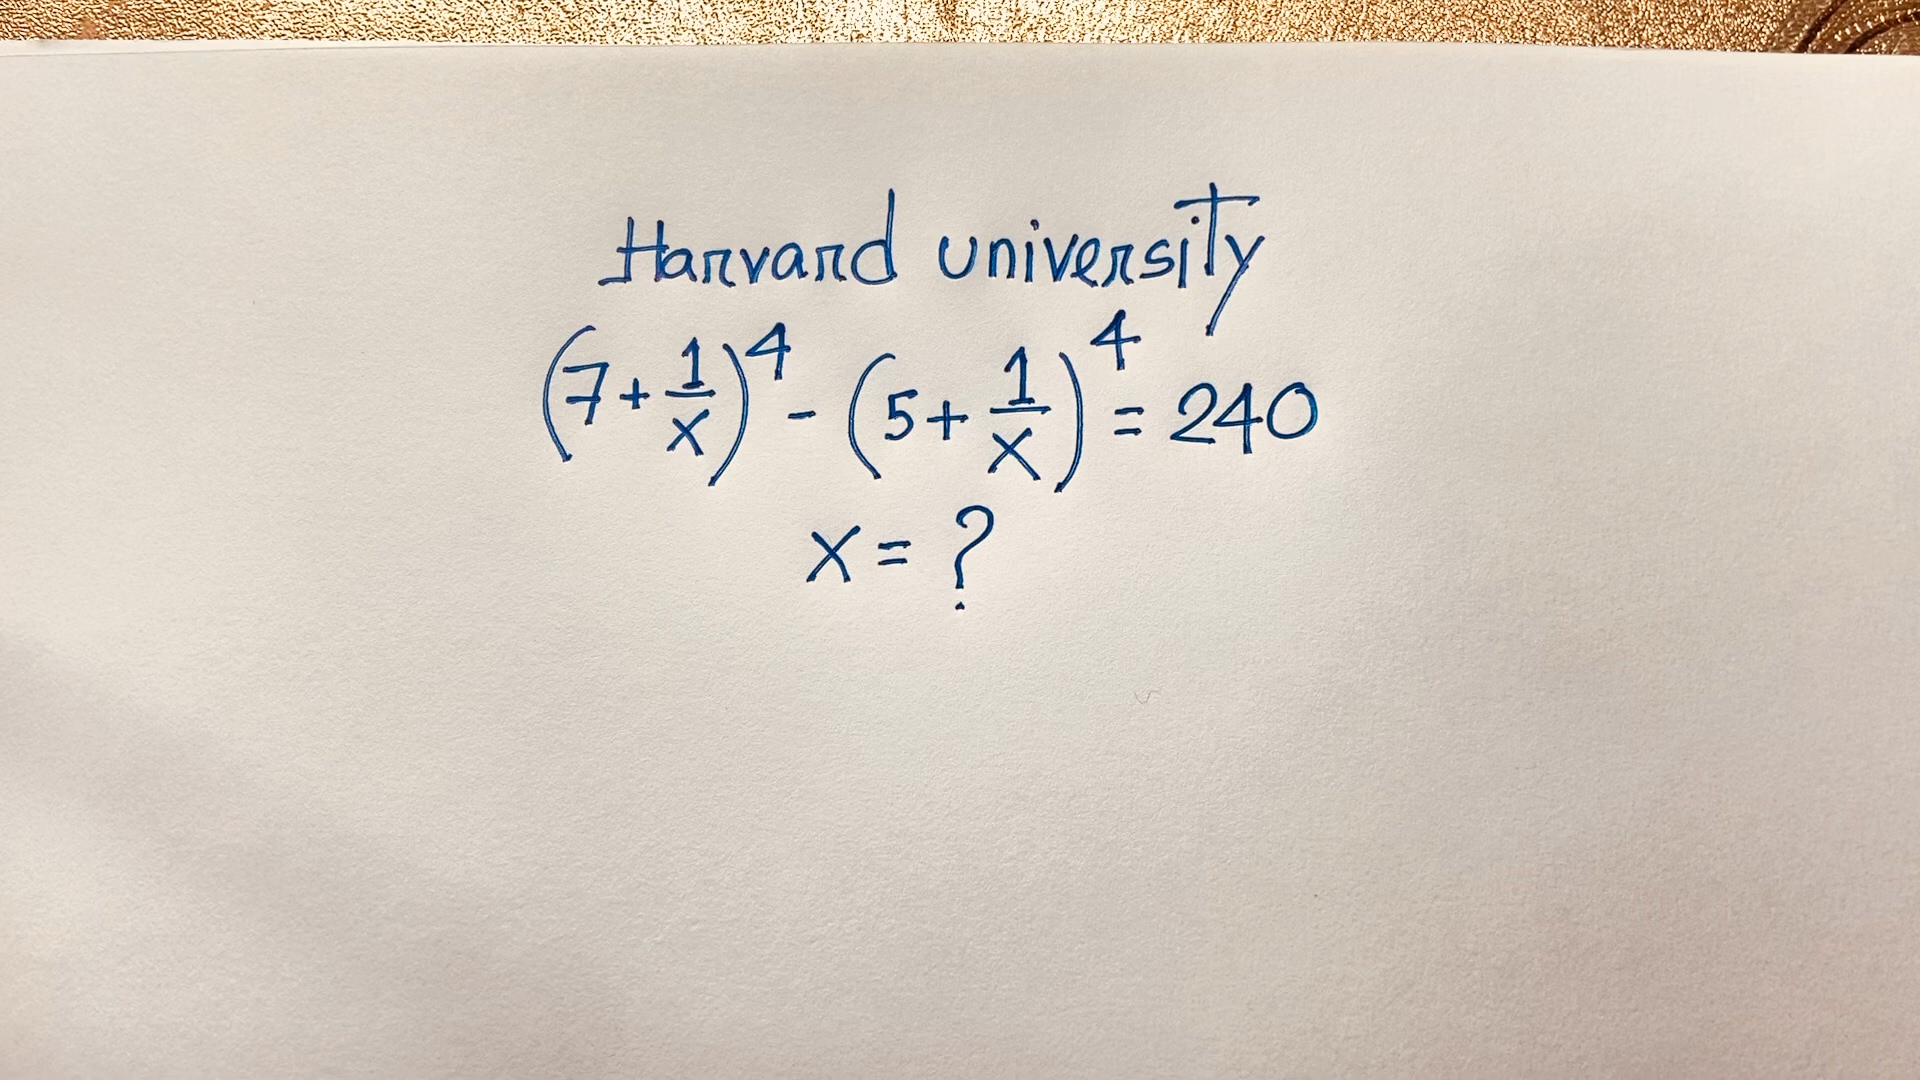 Harvard university
(7+1/x)^4 - (5+1/x)^4 = 240
x = ?